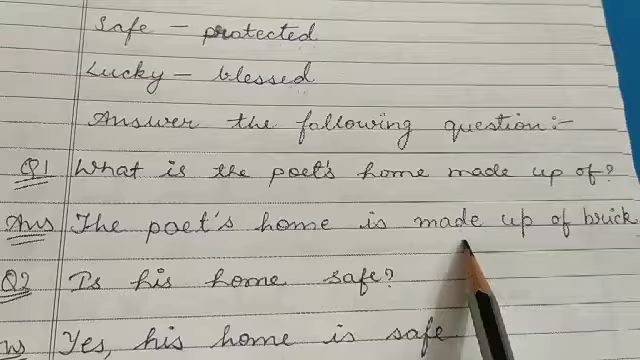 Safe - protected
Lucky - blessed
Answer the following question:-
Q1 What is the poet's home made up of?
Ans The poet's home is made up of brick
Q2 Is his home safe?
Yes, his home is safe